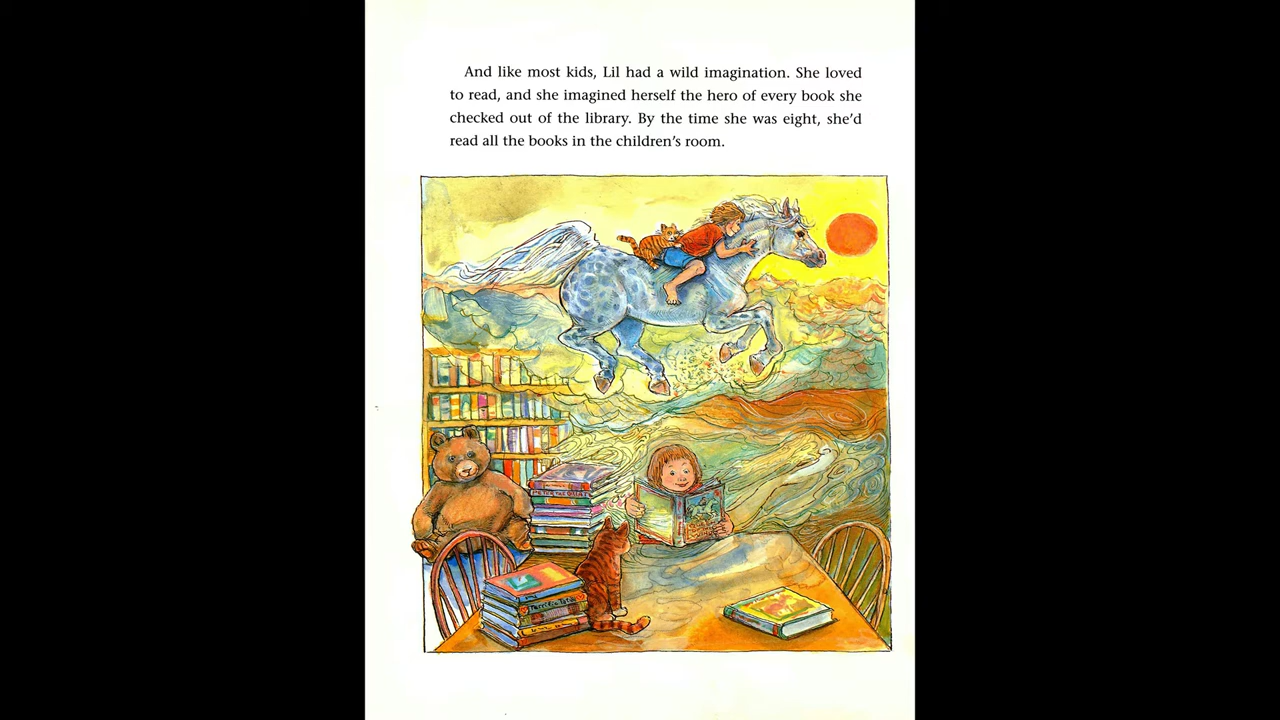 And like most kids, Lil had a wild imagination. She loved
to read, and she imagined herself the hero of every book she
checked out of the library. By the time she was eight, she’d
read all the books in the children’s room.